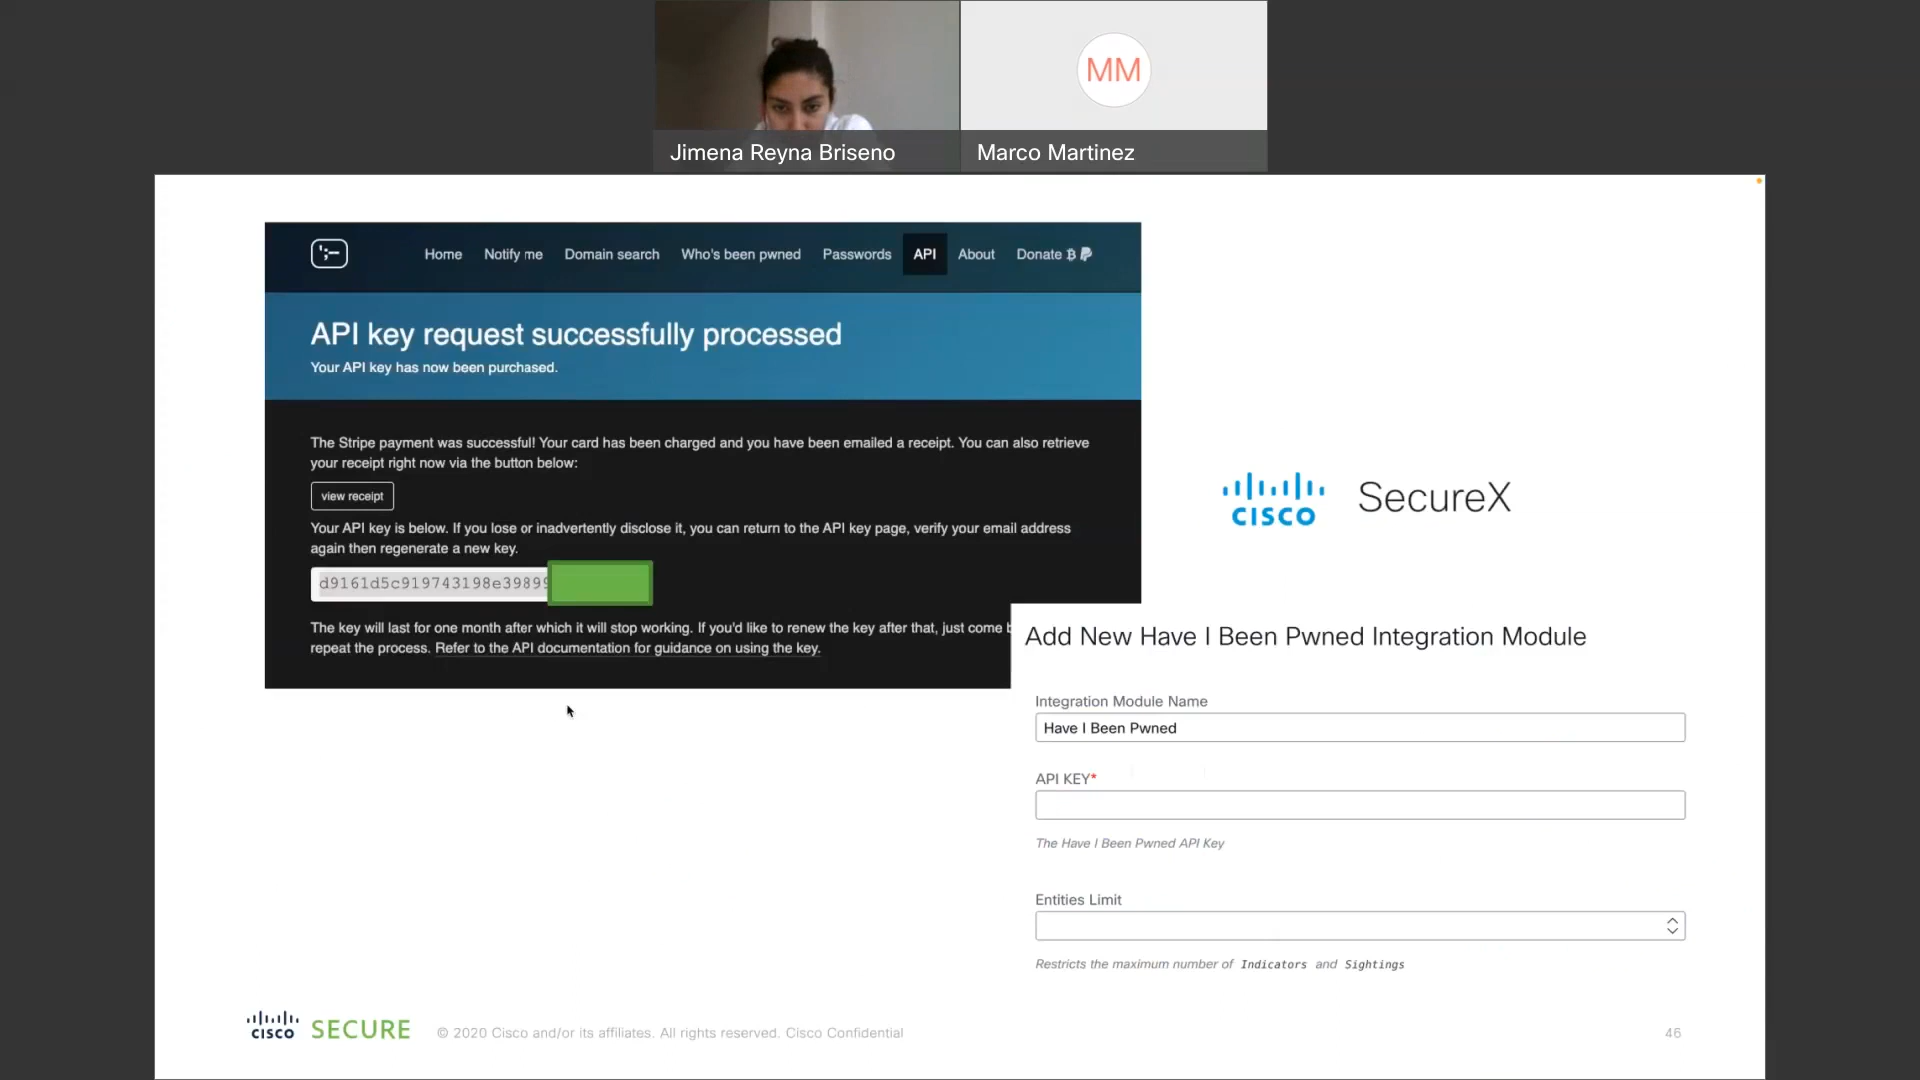 MM
Jimena Reyna Briseno
Marco Martinez
Home Notify me Domain search Who's been pwned Passwords API About Donate
API key request successfully processed
Your API key has now been purchased.
The Stripe payment was successful! Your card has been charged and you have been emailed a receipt. You can also retrieve
your receipt right now via the button below:
view receipt
Your API key is below. If you lose or inadvertently disclose it, you can return to the API key page, verify your email address
again then regenerate a new key.
d9161d5c919743198e39899
The key will last for one month after which it will stop working. If you'd like to renew the key after that, just come
repeat the process. Refer to the API documentation for guidance on using the key.
CISCO SecureX
Add New Have I Been Pwned Integration Module
Integration Module Name
Have I Been Pwned
API KEY*
The Have I Been Pwned API Key
Entities Limit
Restricts the maximum number of Indicators and Sightings
CISCO SECURE © 2020 Cisco and/or its affiliates. All rights reserved. Cisco Confidential
46